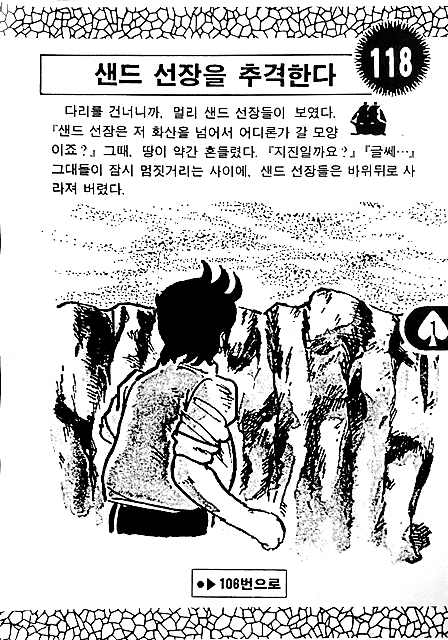 118
샌드 선장을 추격한다
다리를 건너니까, 멀리 샌드 선장들이 보였다.
『샌드 선장은 저 화산을 넘어서 어디론가 갈 모양
이죠?』 그때, 땅이 약간 흔들렸다. 『지진일까요?』 『글쎄…』
그대들이 잠시 멈짓거리는 사이에, 샌드 선장들은 바위뒤로 사
라져 버렸다.
1
●▶108번으로